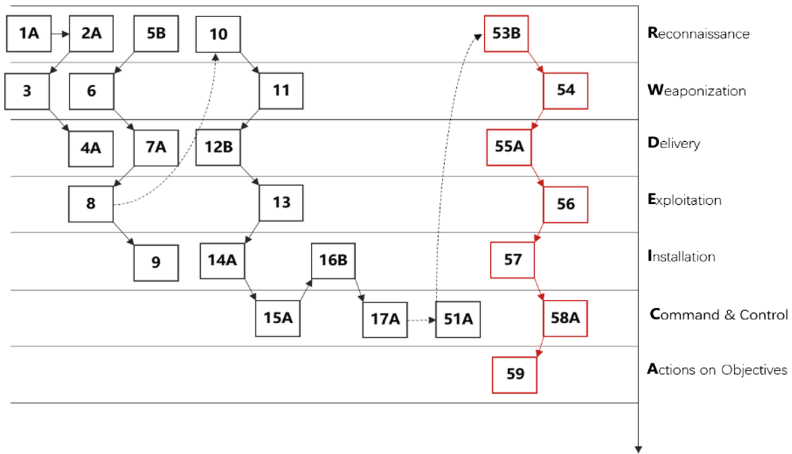 1A 2A 5B 10 53B Reconnaissance
3 6 11 54 Weaponization
4A 7A 12B 55A Delivery
8 13 56 Exploitation
9 14A 16B 57 Installation
15A 17A 51A 58A Command & Control
59 Actions on Objectives